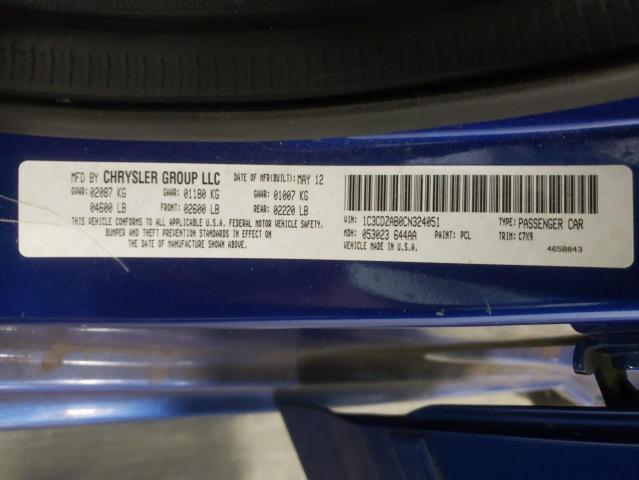 MFD BY CHRYSLER GROUP LLC DATE OF MFR(BUILT): MAY 12
GVWR: 02087 KG GAWR: 01180 KG GAWR: 01007 KG
04600 LB FRONT: 02600 LB REAR: 02220 LB
THIS VEHICLE CONFORMS TO ALL APPLICABLE U.S.A. FEDERAL MOTOR VEHICLE SAFETY,
BUMPER AND THEFT PREVENTION STANDARDS IN EFFECT ON
THE DATE OF MANUFACTURE SHOWN ABOVE.
VIN: 1C3CDZAB0CN324051 TYPE: PASSENGER CAR
MDH: 053023 644AA PAINT: PCL TRIM: C7X9
MADE IN U.S.A. 4658843